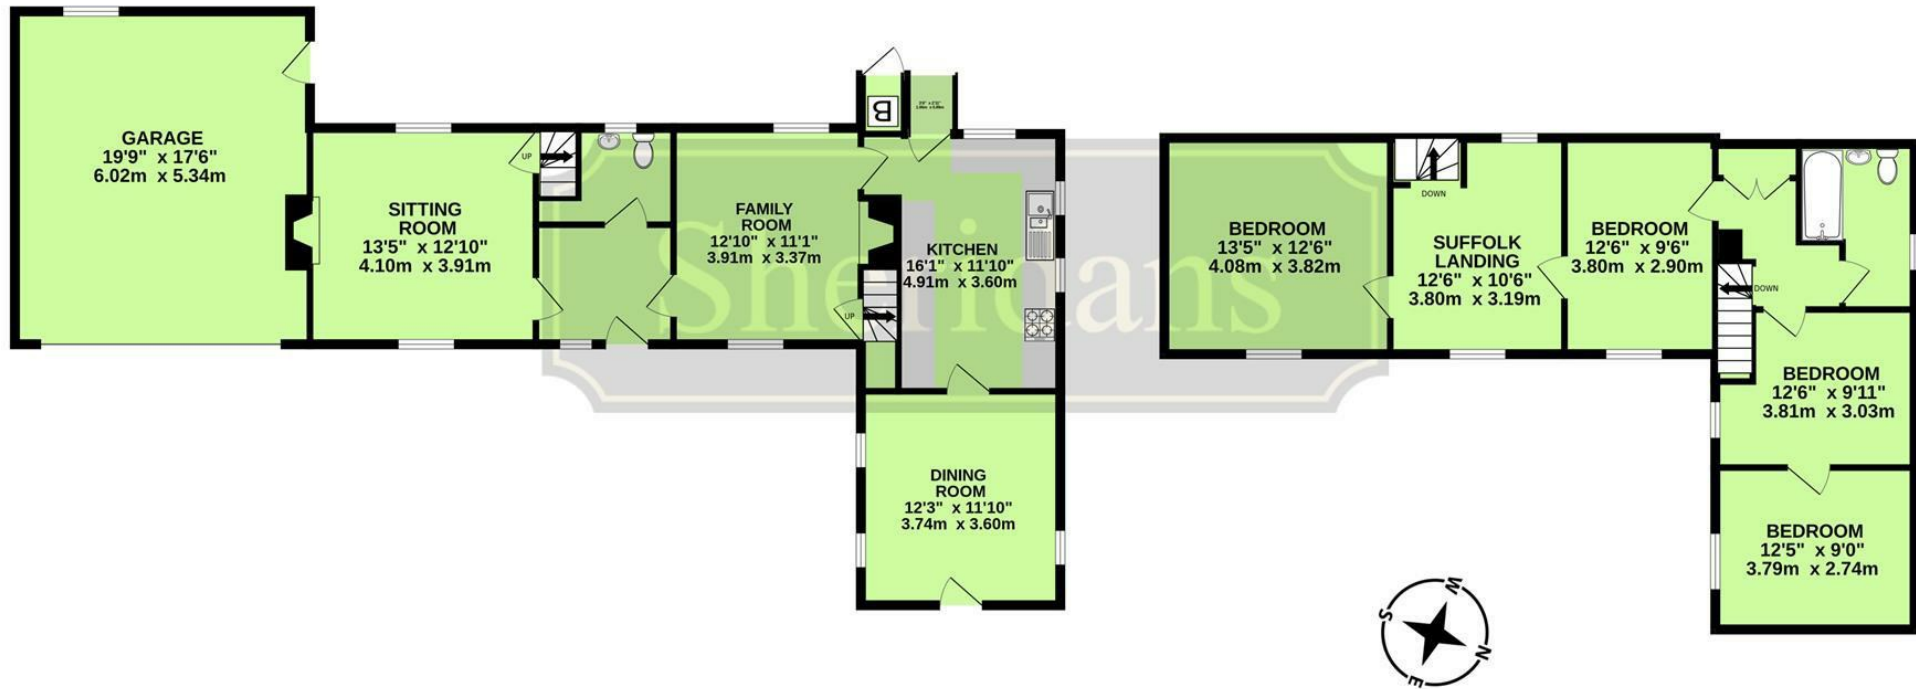 GARAGE
19'9" x 17'6"
6.02m x 5.34m
SITTING
ROOM
13'5" x 12'10"
4.10m x 3.91m
UP
FAMILY
ROOM
12'10" x 11'1"
3.91m x 3.37m
UP
B
KITCHEN
16'1" x 11'10"
4.91m x 3.60m
DINING
ROOM
12'3" x 11'10"
3.74m x 3.60m
Sheridans
BEDROOM
13'5" x 12'6"
4.08m x 3.82m
DOWN
SUFFOLK
LANDING
12'6" x 10'6"
3.80m x 3.19m
BEDROOM
12'6" x 9'6"
3.80m x 2.90m
DOWN
BEDROOM
12'6" x 9'11"
3.81m x 3.03m
BEDROOM
12'5" x 9'0"
3.79m x 2.74m
W
S
N
E